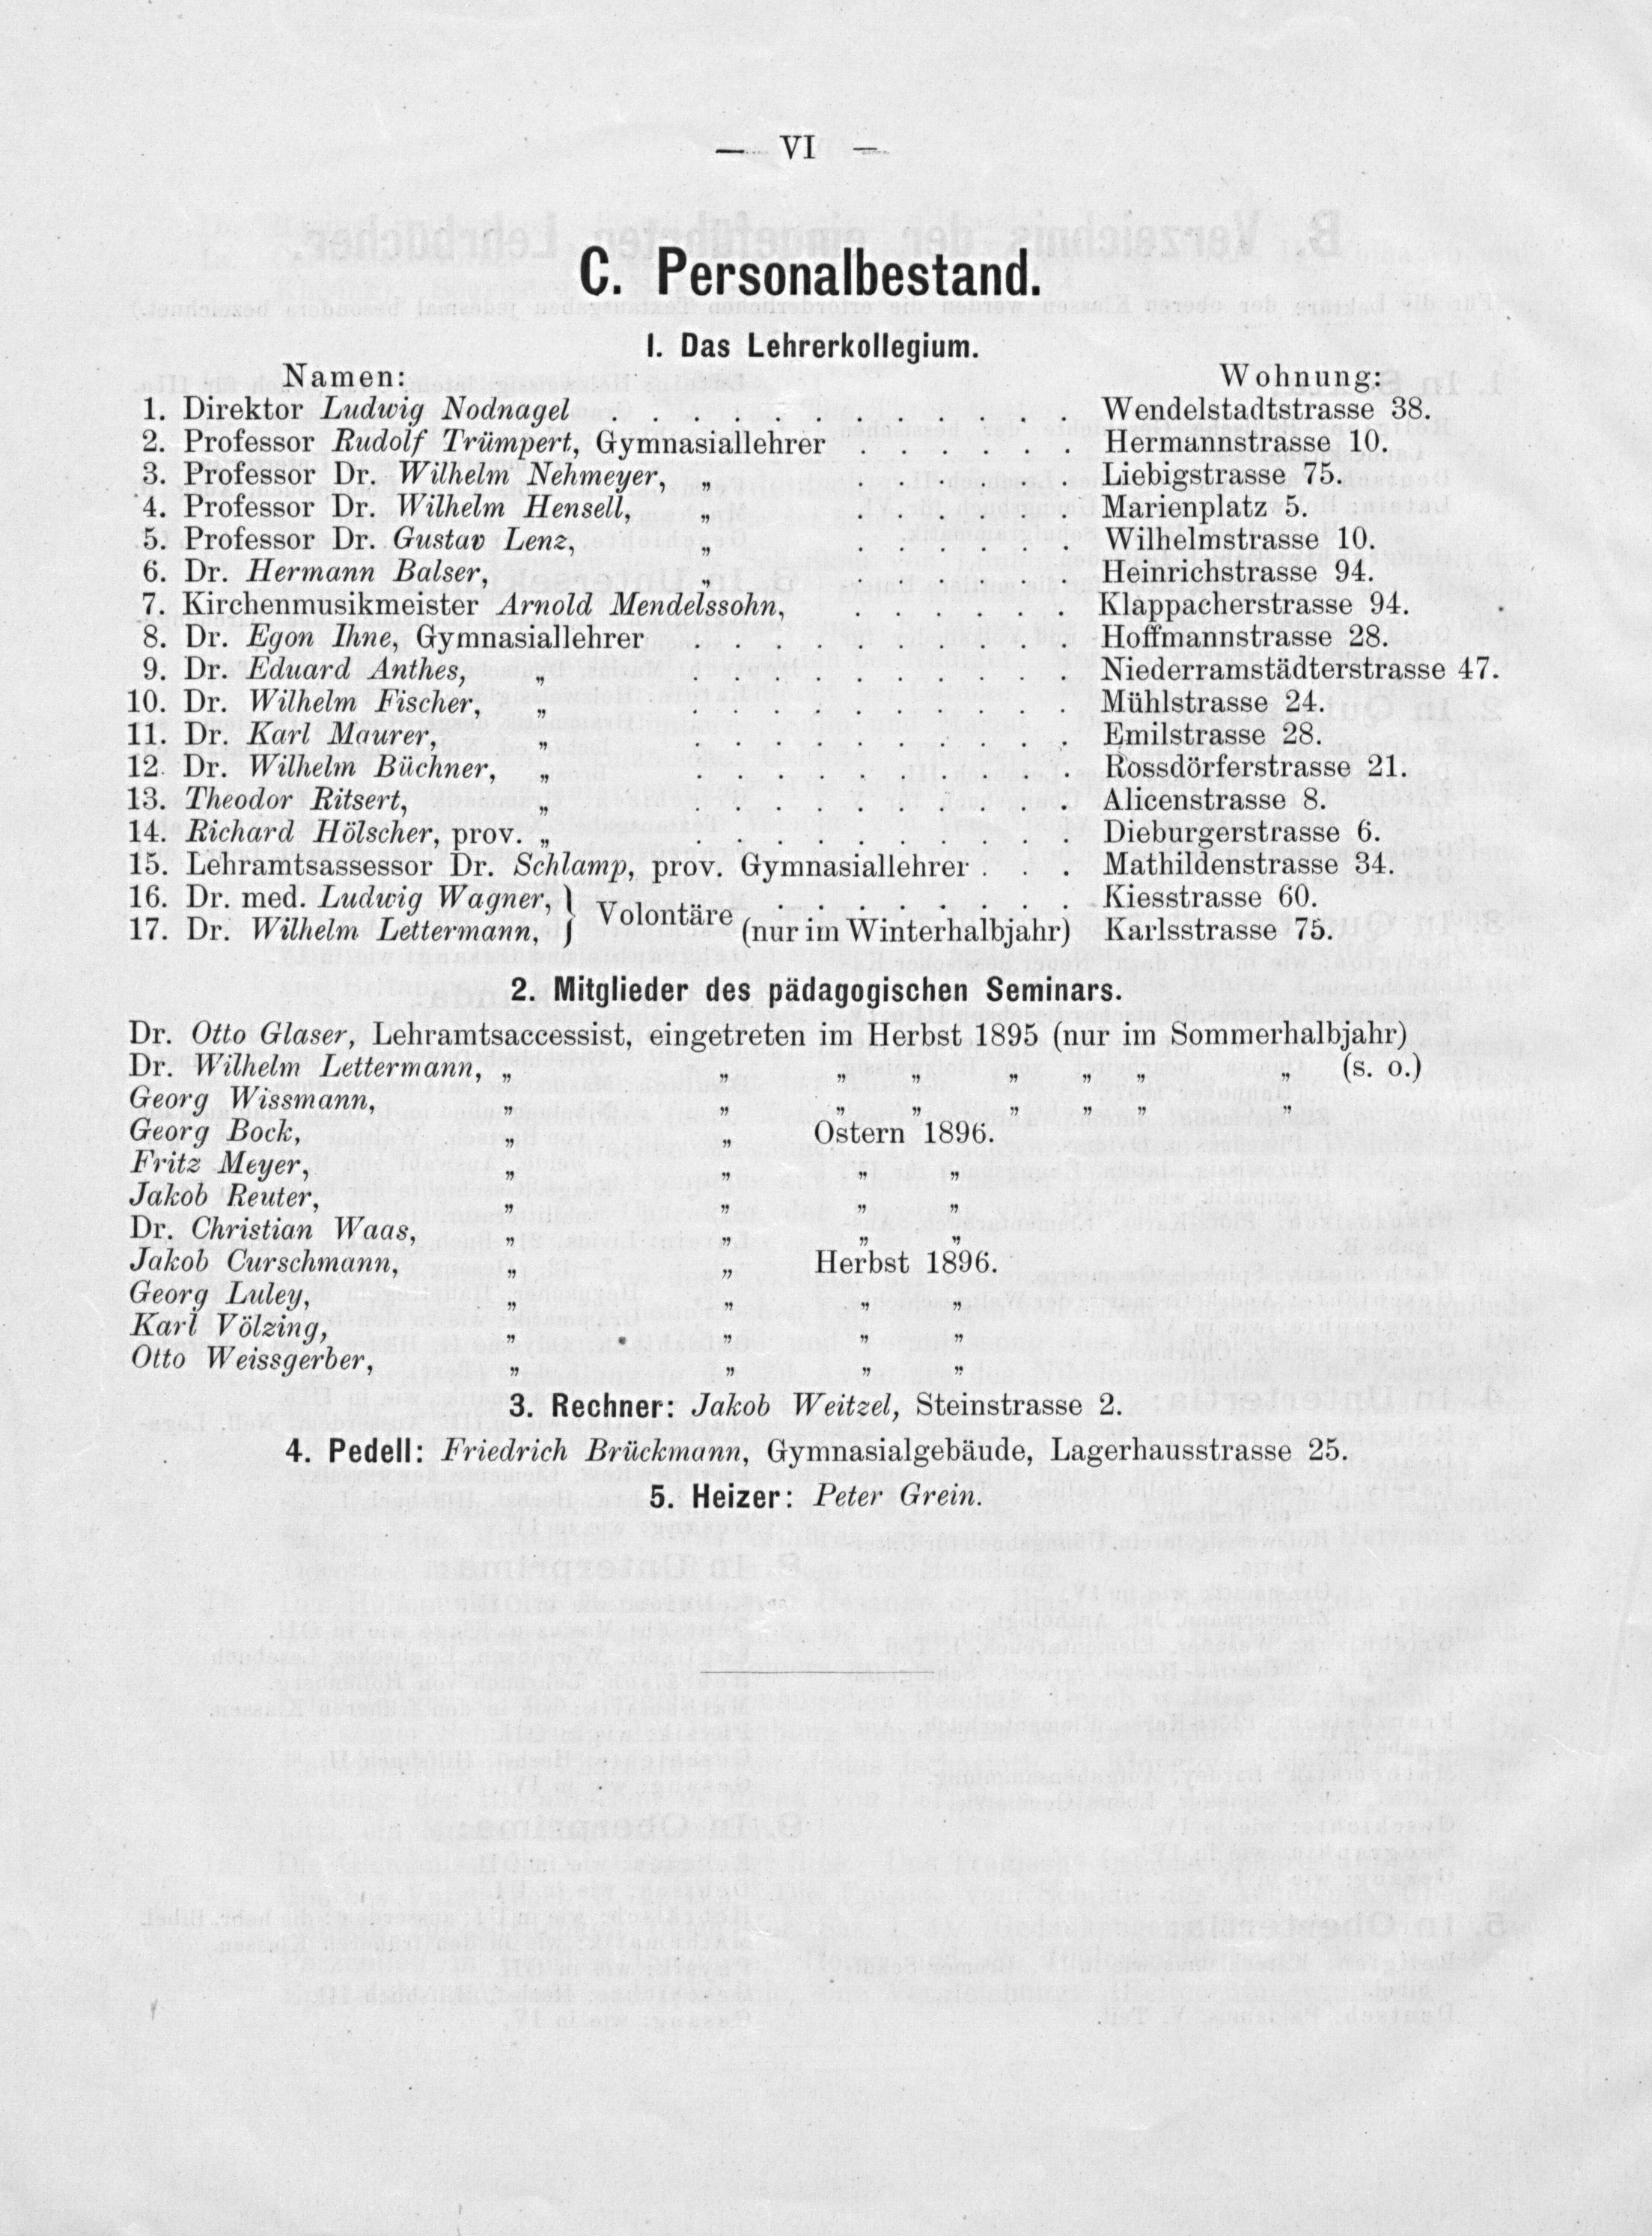 — VI —
C. Personalbestand.
I. Das Lehrerkollegium.
Namen: Wohnung:
1. Direktor Ludwig Nodnagel . . . . . . . . . . . . Wendelstadtstrasse 38.
2. Professor Rudolf Trümpert, Gymnasiallehrer . . . . . . Hermannstrasse 10.
3. Professor Dr. Wilhelm Nehmeyer, „ . . . . . . Liebigstrasse 75.
4. Professor Dr. Wilhelm Hensell, „ . . . . . . Marienplatz 5.
5. Professor Dr. Gustav Lenz, „ . . . . . . Wilhelmstrasse 10.
6. Dr. Hermann Balser, „ . . . . . . Heinrichstrasse 94.
7. Kirchenmusikmeister Arnold Mendelssohn, . . . . . . Klappacherstrasse 94.
8. Dr. Egon Ihne, Gymnasiallehrer . . . . . . . . . . Hoffmannstrasse 28.
9. Dr. Eduard Anthes, „ . . . . . . . . . . Niederramstädterstrasse 47.
10. Dr. Wilhelm Fischer, „ . . . . . . . . . . Mühlstrasse 24.
11. Dr. Karl Maurer, „ . . . . . . . . . . Emilstrasse 28.
12. Dr. Wilhelm Büchner, „ . . . . . . . . . . Rossdörferstrasse 21.
13. Theodor Ritsert, „ . . . . . . . . . . Alicenstrasse 8.
14. Richard Hölscher, prov. „ . . . . . . . . . Dieburgerstrasse 6.
15. Lehramtsassessor Dr. Schlamp, prov. Gymnasiallehrer . . . Mathildenstrasse 34.
16. Dr. med. Ludwig Wagner, } Volontäre . . . . . . . . Kiesstrasse 60.
17. Dr. Wilhelm Lettermann, } (nur im Winterhalbjahr) Karlsstrasse 75.
2. Mitglieder des pädagogischen Seminars.
Dr. Otto Glaser, Lehramtsaccessist, eingetreten im Herbst 1895 (nur im Sommerhalbjahr)
Dr. Wilhelm Lettermann, „ „ „ „ „ „ „ „ (s. o.)
Georg Wissmann, „ „ „ „ „ „ „ „
Georg Bock, „ „ Ostern 1896.
Fritz Meyer, „ „ „ „
Jakob Reuter, „ „ „ „
Dr. Christian Waas, „ „ „ „
Jakob Curschmann, „ „ Herbst 1896.
Georg Luley, „ „ „ „
Karl Völzing, „ „ „ „
Otto Weissgerber, „ „ „ „
3. Rechner: Jakob Weitzel, Steinstrasse 2.
4. Pedell: Friedrich Brückmann, Gymnasialgebäude, Lagerhausstrasse 25.
5. Heizer: Peter Grein.